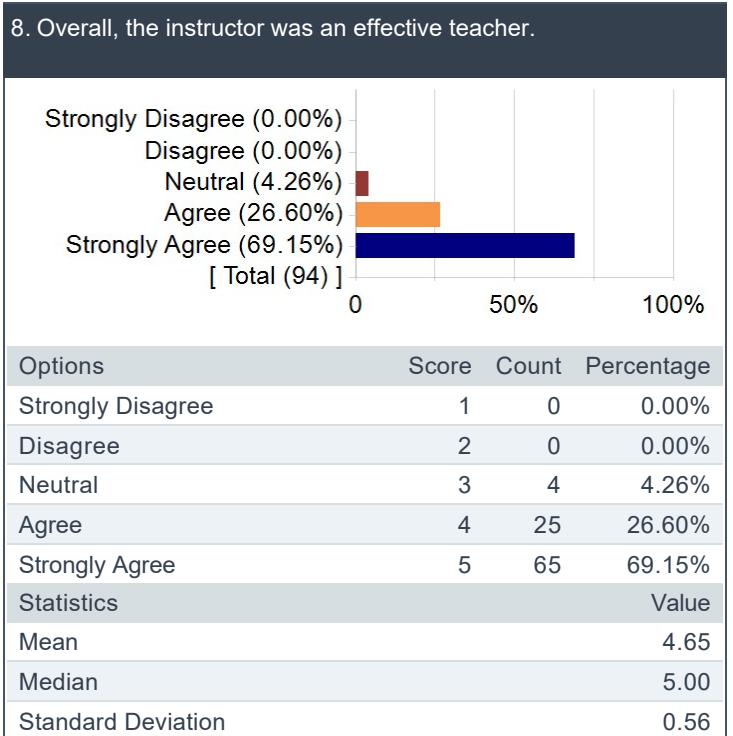 8. Overall, the instructor was an effective teacher.
Strongly Disagree (0.00%)
Disagree (0.00%)
Neutral (4.26%)
Agree (26.60%)
Strongly Agree (69.15%)
[ Total (94) ]
0 50% 100%
Options Score Count Percentage
Strongly Disagree 1 0 0.00%
Disagree 2 0 0.00%
Neutral 3 4 4.26%
Agree 4 25 26.60%
Strongly Agree 5 65 69.15%
Statistics Value
Mean 4.65
Median 5.00
Standard Deviation 0.56